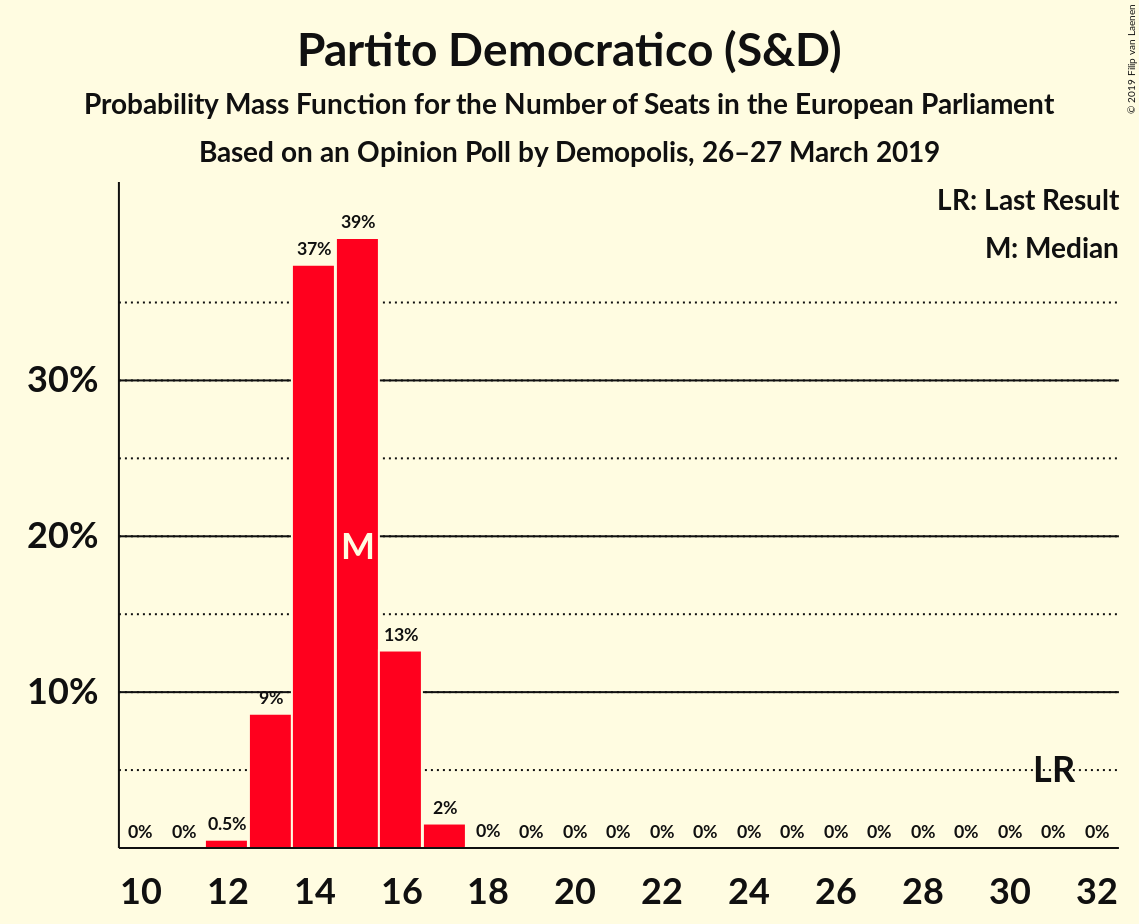 Partito Democratico (S&D)
Probability Mass Function for the Number of Seats in the European Parliament
Based on an Opinion Poll by Demopolis, 26–27 March 2019
© 2019 Filip van Laenen
LR: Last Result
M: Median
39%
37%
30%
20%
M
13%
10%
9%
LR
2%
0% 0% 0.5% 0% 0% 0% 0% 0% 0% 0% 0% 0% 0% 0% 0% 0% 0% 0%
10 12 14 16 18 20 22 24 26 28 30 32